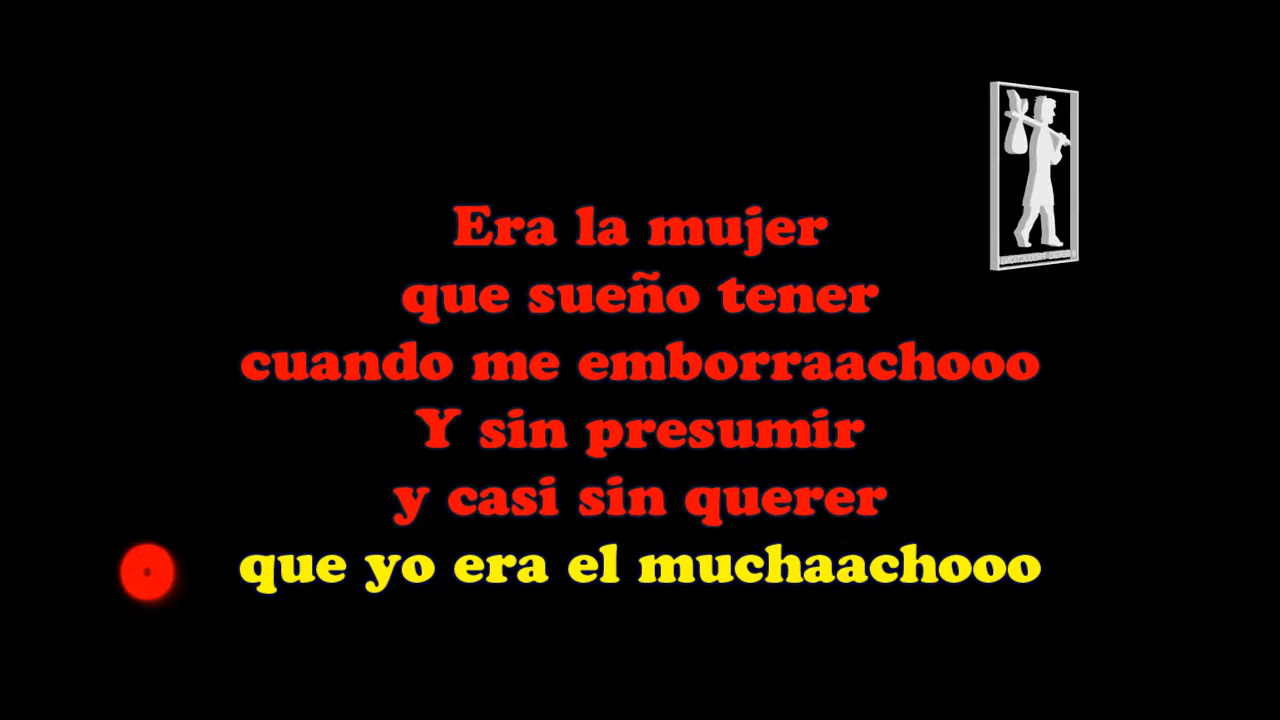 Era la mujer
que sueño tener
cuando me emborraachooo
Y sin presumir
y casi sin querer
que yo era el muchaachooo